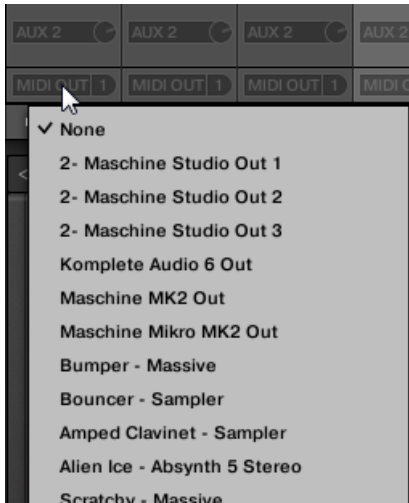 AUX 2 AUX 2 AUX 2 AUX 2
MIDI OUT 1 MIDI OUT 1 MIDI OUT 1
✓ None
2- Maschine Studio Out 1
2- Maschine Studio Out 2
2- Maschine Studio Out 3
Komplete Audio 6 Out
Maschine MK2 Out
Maschine Mikro MK2 Out
Bumper - Massive
Bouncer - Sampler
Amped Clavinet - Sampler
Alien Ice - Absynth 5 Stereo
Scratchy - Massive